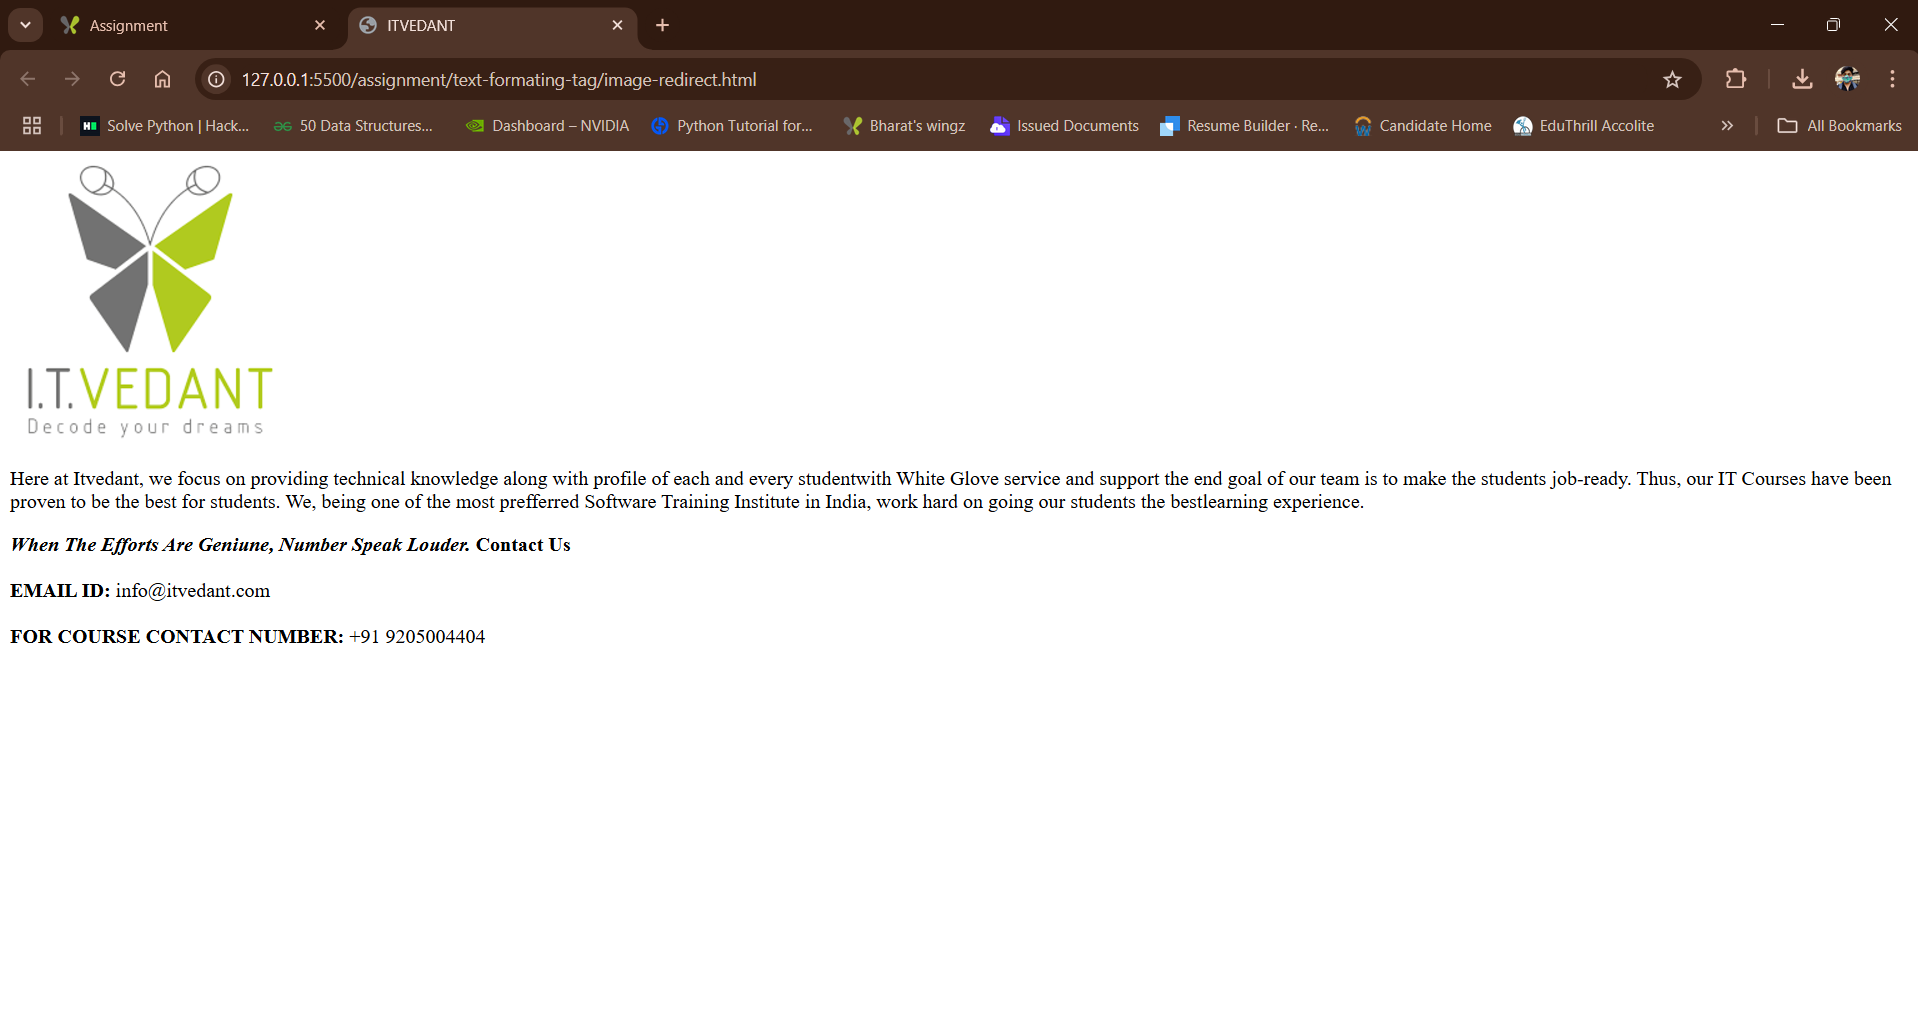 Assignment
ITVEDANT
127.0.0.1:5500/assignment/text-formating-tag/image-redirect.html
Solve Python | Hack... 50 Data Structures... Dashboard – NVIDIA Python Tutorial for... Bharat's wingz Issued Documents Resume Builder · Re... Candidate Home EduThrill Accolite All Bookmarks
I.T.VEDANT
Decode your dreams
Here at Itvedant, we focus on providing technical knowledge along with profile of each and every studentwith White Glove service and support the end goal of our team is to make the students job-ready. Thus, our IT Courses have been
proven to be the best for students. We, being one of the most prefferred Software Training Institute in India, work hard on going our students the bestlearning experience.
When The Efforts Are Geniune, Number Speak Louder. Contact Us
EMAIL ID: info@itvedant.com
FOR COURSE CONTACT NUMBER: +91 9205004404